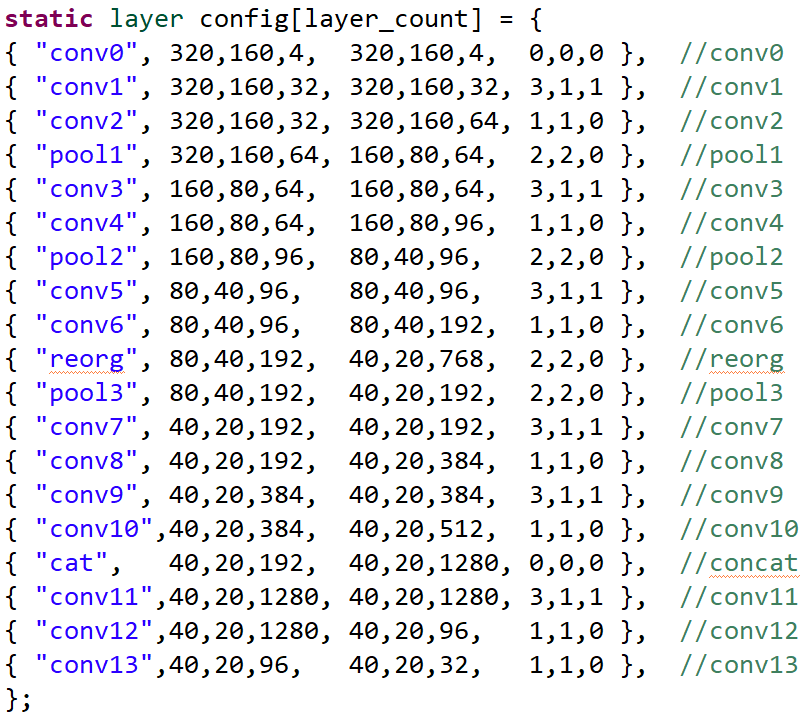 static layer config[layer_count] = {
{ "conv0", 320,160,4,  320,160,4,  0,0,0 },  //conv0
{ "conv1", 320,160,32, 320,160,32, 3,1,1 },  //conv1
{ "conv2", 320,160,32, 320,160,64, 1,1,0 },  //conv2
{ "pool1", 320,160,64, 160,80,64,  2,2,0 },  //pool1
{ "conv3", 160,80,64,  160,80,64,  3,1,1 },  //conv3
{ "conv4", 160,80,64,  160,80,96,  1,1,0 },  //conv4
{ "pool2", 160,80,96,  80,40,96,   2,2,0 },  //pool2
{ "conv5", 80,40,96,   80,40,96,   3,1,1 },  //conv5
{ "conv6", 80,40,96,   80,40,192,  1,1,0 },  //conv6
{ "reorg", 80,40,192,  40,20,768,  2,2,0 },  //reorg
{ "pool3", 80,40,192,  40,20,192,  2,2,0 },  //pool3
{ "conv7", 40,20,192,  40,20,192,  3,1,1 },  //conv7
{ "conv8", 40,20,192,  40,20,384,  1,1,0 },  //conv8
{ "conv9", 40,20,384,  40,20,384,  3,1,1 },  //conv9
{ "conv10",40,20,384,  40,20,512,  1,1,0 },  //conv10
{ "cat",   40,20,192,  40,20,1280, 0,0,0 },  //concat
{ "conv11",40,20,1280, 40,20,1280, 3,1,1 },  //conv11
{ "conv12",40,20,1280, 40,20,96,   1,1,0 },  //conv12
{ "conv13",40,20,96,   40,20,32,   1,1,0 },  //conv13
};